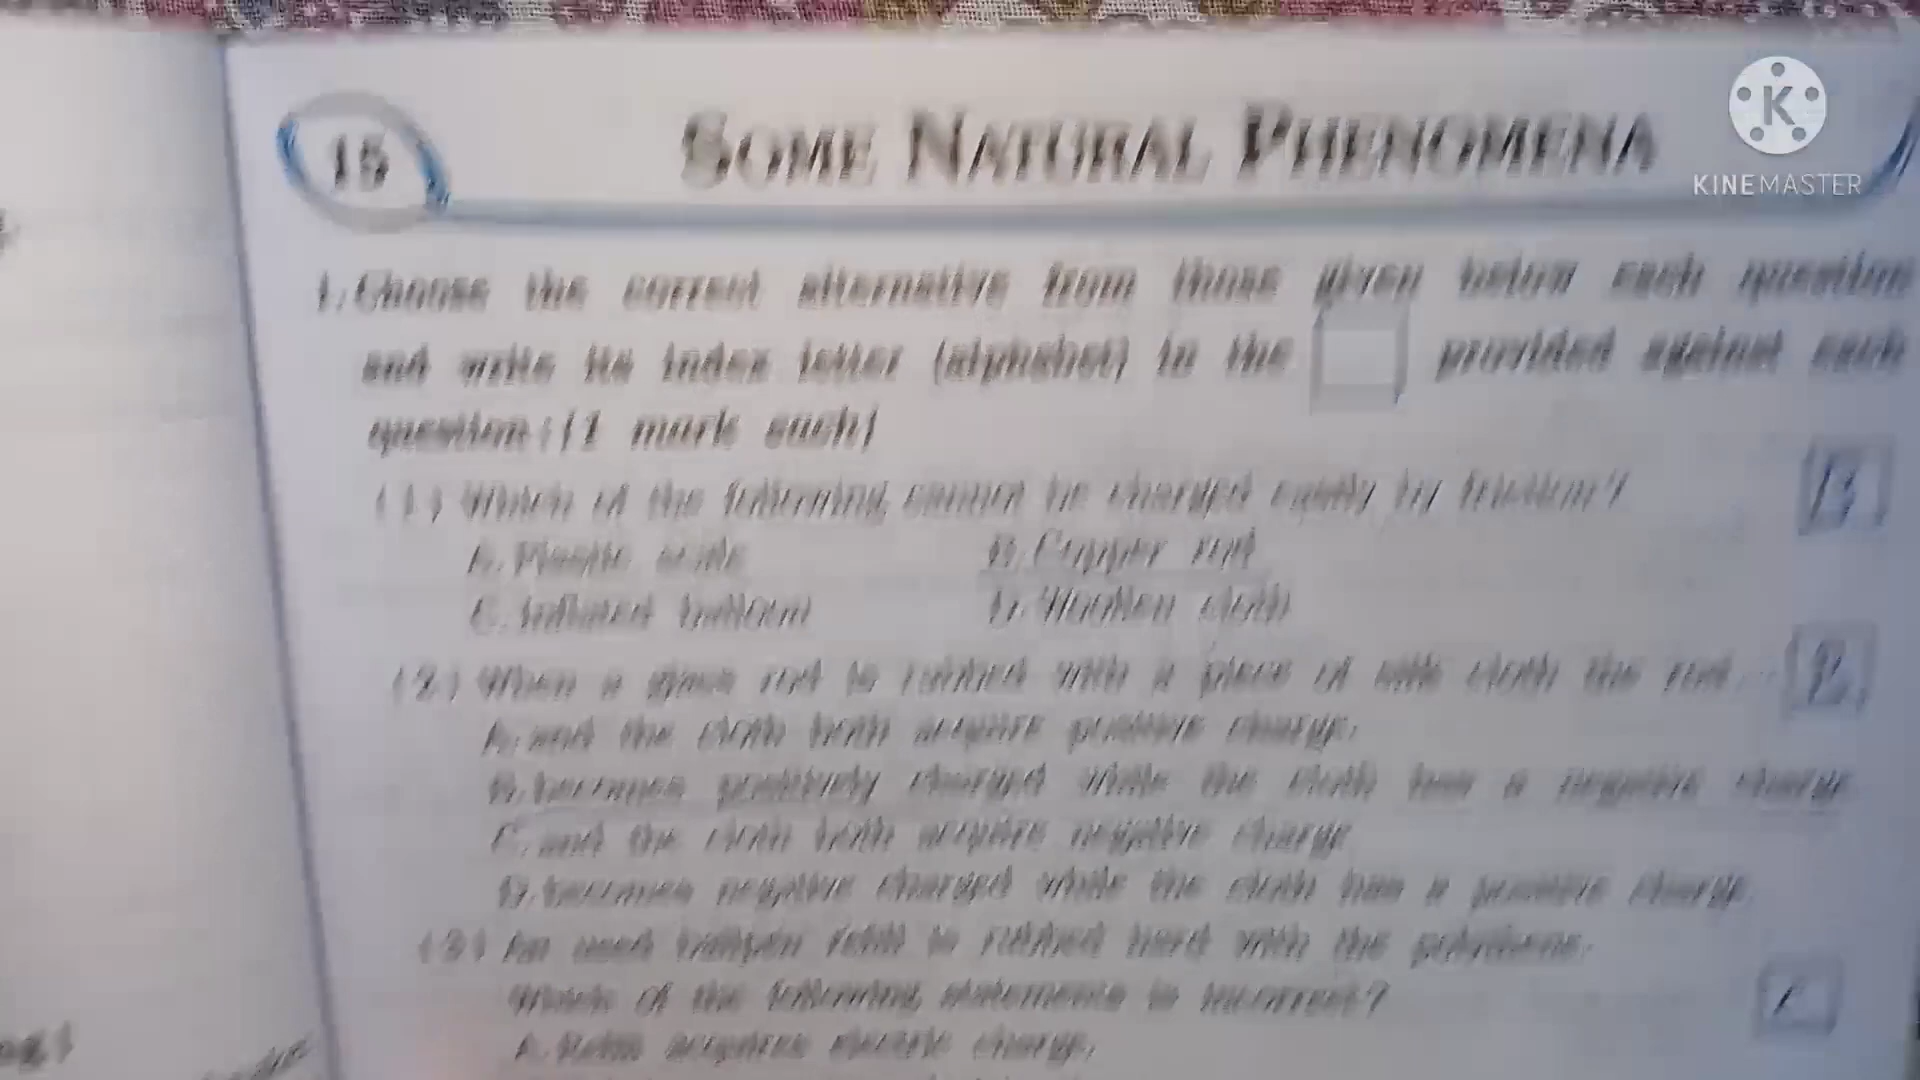 15
SOME NATURAL PHENOMENA
KINEMASTER
1. Choose the correct alternative from those given below each question
and write its index letter (alphabet) in the provided against each
question : (1 mark each)
(1) Which of the following cannot be charged easily by friction? B
A. Plastic scale B. Copper rod
C. Inflated balloon D. Woollen cloth
(2) When a glass rod is rubbed with a piece of silk cloth the rod B
A. and the cloth both acquire positive charge.
B. becomes positively charged while the cloth has a negative charge
C. and the cloth both acquire negative charge
D. becomes negative charged while the cloth has a positive charge.
(3) An used ballpen refill is rubbed hard with the polythene.
Which of the following statements is incorrect?
A. Refill acquires electric charge.